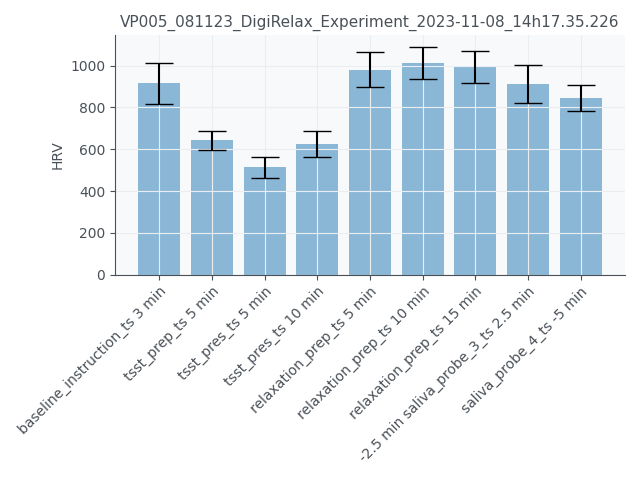 VP005_081123_DigiRelax_Experiment_2023-11-08_14h17.35.226
HRV
1000
800
600
400
200
0
baseline_instruction_ts 3 min
tsst_prep_ts 5 min
tsst_pres_ts 5 min
tsst_pres_ts 10 min
relaxation_prep_ts 5 min
relaxation_prep_ts 10 min
relaxation_prep_ts 15 min
-2.5 min saliva_probe_3_ts 2.5 min
saliva_probe_4_ts -5 min